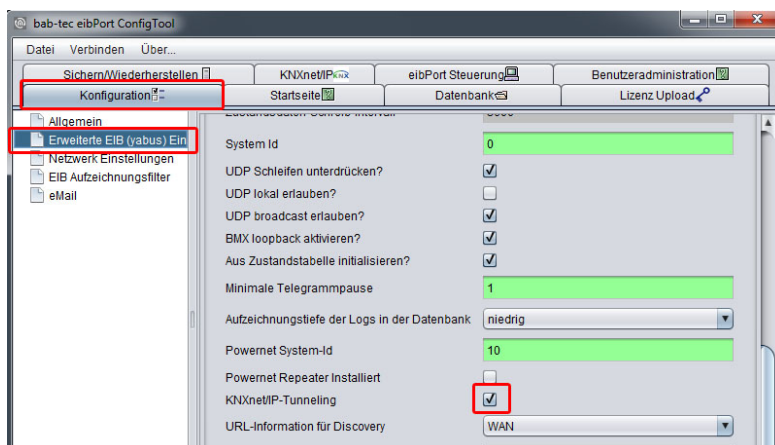 bab-tec eibPort ConfigTool
Datei Verbinden Über...
Sichern/Wiederherstellen
KNXnet/IP
eibPort Steuerung
Benutzeradministration
Konfiguration
Startseite
Datenbank
Lizenz Upload
Allgemein
Erweiterte EIB (yabus) Ein
Netzwerk Einstellungen
EIB Aufzeichnungsfilter
eMail
System Id 0
UDP Schleifen unterdrücken?
UDP lokal erlauben?
UDP broadcast erlauben?
BMX loopback aktivieren?
Aus Zustandstabelle initialisieren?
Minimale Telegrammpause 1
Aufzeichnungstiefe der Logs in der Datenbank niedrig
Powernet System-Id 10
Powernet Repeater Installiert
KNXnet/IP-Tunneling
URL-Information für Discovery WAN